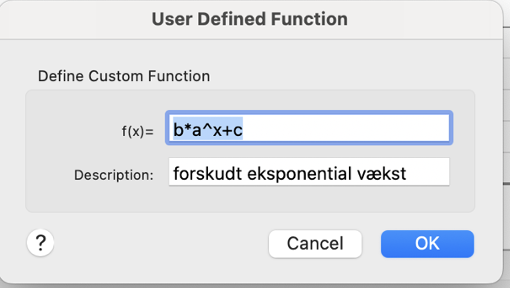 User Defined Function
Define Custom Function
f(x)= b*a^x+c
Description: forskudt eksponential vækst
? Cancel OK